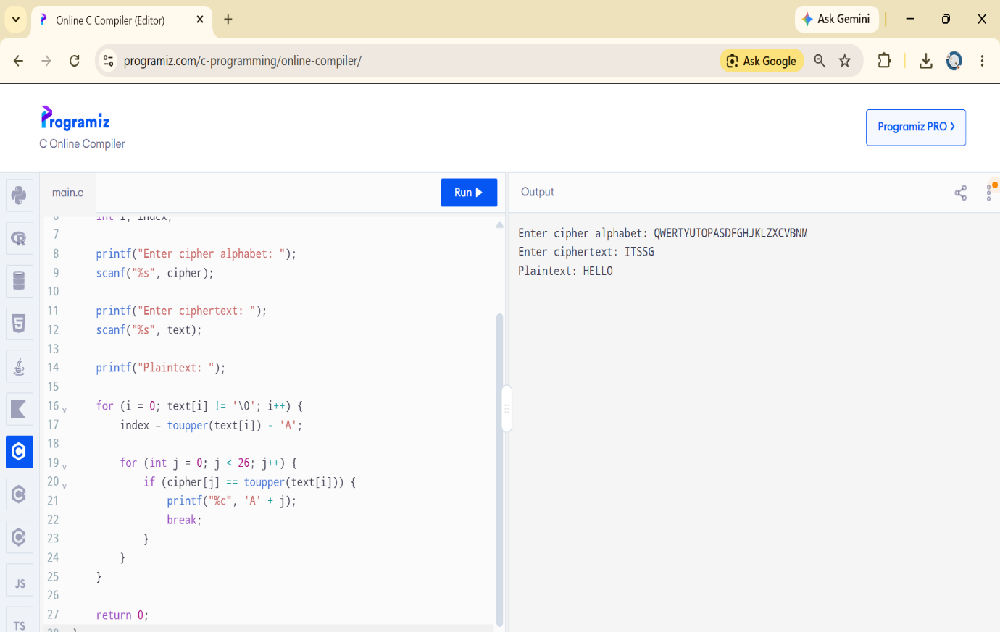 Online C Compiler (Editor)
Ask Gemini
programiz.com/c-programming/online-compiler/
Ask Google
Programiz
C Online Compiler
Programiz PRO
main.c
Run
Output
6 int i, index;
7
8 printf("Enter cipher alphabet: ");
9 scanf("%s", cipher);
10
11 printf("Enter ciphertext: ");
12 scanf("%s", text);
13
14 printf("Plaintext: ");
15
16 for (i = 0; text[i] != '\0'; i++) {
17 index = toupper(text[i]) - 'A';
18
19 for (int j = 0; j < 26; j++) {
20 if (cipher[j] == toupper(text[i])) {
21 printf("%c", 'A' + j);
22 break;
23 }
24 }
25 }
26
27 return 0;
28 }
Enter cipher alphabet: QWERTYUIOPASDFGHJKLZXCVBNM
Enter ciphertext: ITSSG
Plaintext: HELLO
JS
TS